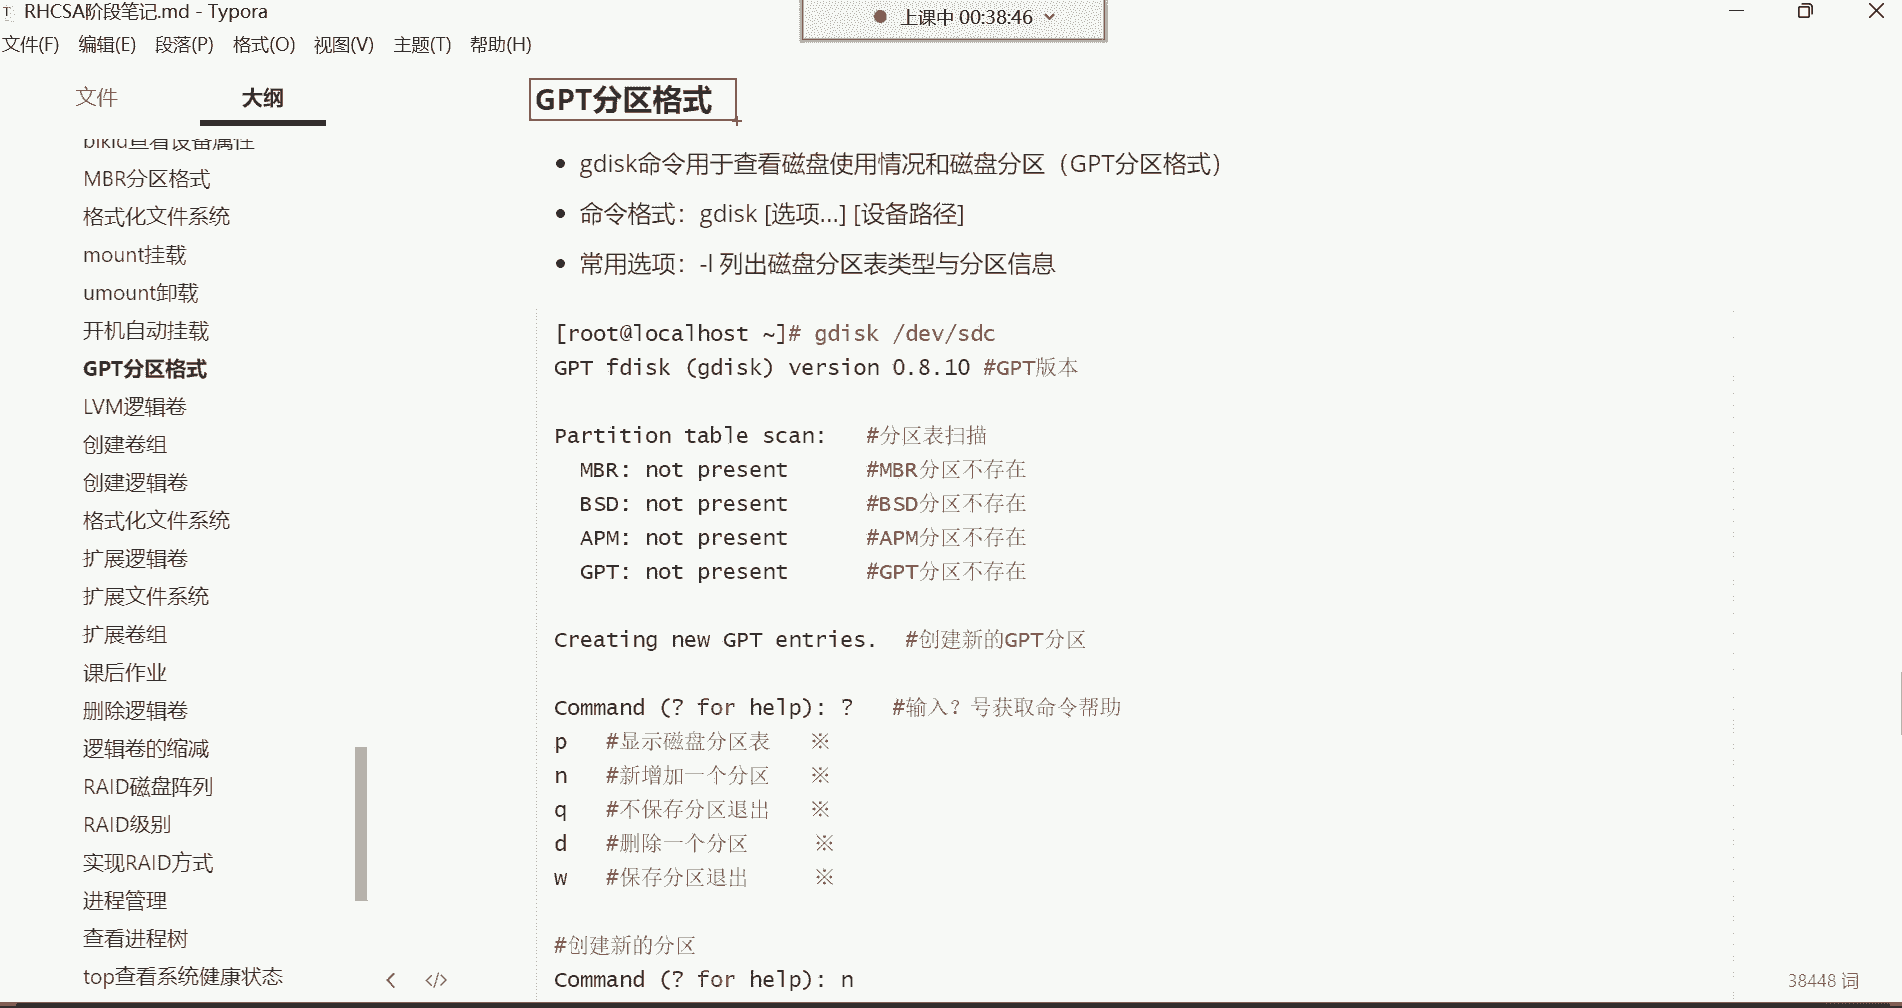 RHCSA阶段笔记.md - Typora
上课中 00:38:46
文件(F) 编辑(E) 段落(P) 格式(O) 视图(V) 主题(T) 帮助(H)
文件 大纲
blkid查看设备属性
MBR分区格式
格式化文件系统
mount挂载
umount卸载
开机自动挂载
GPT分区格式
LVM逻辑卷
创建卷组
创建逻辑卷
格式化文件系统
扩展逻辑卷
扩展文件系统
扩展卷组
课后作业
删除逻辑卷
逻辑卷的缩减
RAID磁盘阵列
RAID级别
实现RAID方式
进程管理
查看进程树
top查看系统健康状态
GPT分区格式
• gdisk命令用于查看磁盘使用情况和磁盘分区（GPT分区格式）
• 命令格式：gdisk [选项...] [设备路径]
• 常用选项：-l 列出磁盘分区表类型与分区信息
[root@localhost ~]# gdisk /dev/sdc
GPT fdisk (gdisk) version 0.8.10 #GPT版本
Partition table scan: #分区表扫描
MBR: not present #MBR分区不存在
BSD: not present #BSD分区不存在
APM: not present #APM分区不存在
GPT: not present #GPT分区不存在
Creating new GPT entries. #创建新的GPT分区
Command (? for help): ? #输入？号获取命令帮助
p #显示磁盘分区表 ※
n #新增加一个分区 ※
q #不保存分区退出 ※
d #删除一个分区 ※
w #保存分区退出 ※
#创建新的分区
Command (? for help): n
38448 词